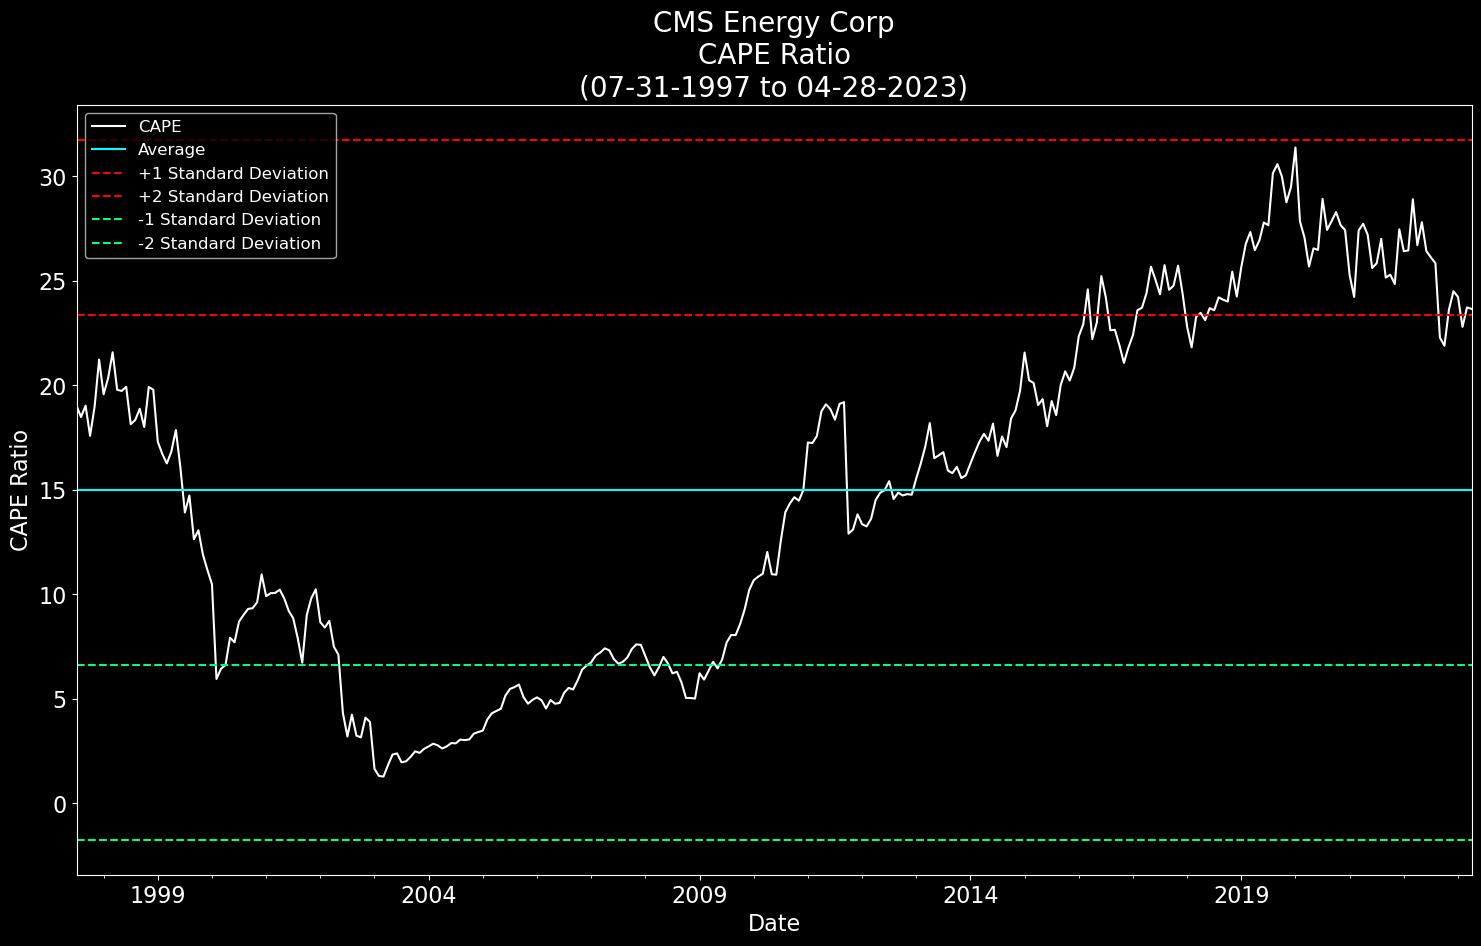 CMS Energy Corp
CAPE Ratio
(07-31-1997 to 04-28-2023)
CAPE
Average
+1 Standard Deviation
+2 Standard Deviation
-1 Standard Deviation
-2 Standard Deviation
30
25
20
15
10
5
0
CAPE Ratio
1999 2004 2009 2014 2019
Date